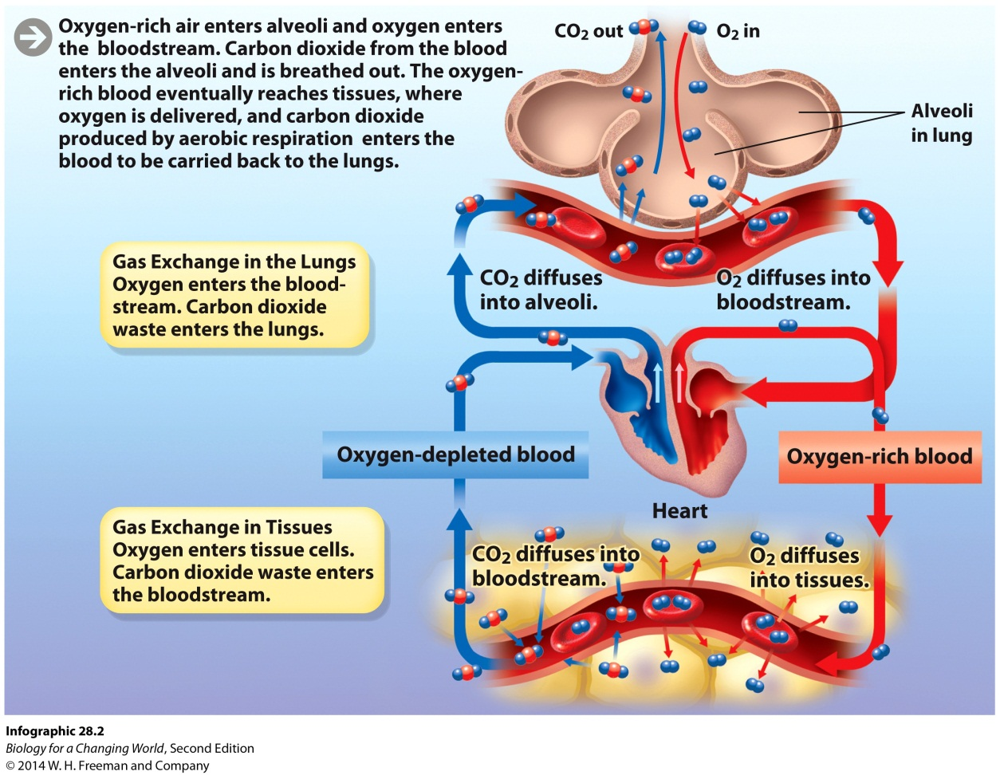 Oxygen-rich air enters alveoli and oxygen enters
the bloodstream. Carbon dioxide from the blood
enters the alveoli and is breathed out. The oxygen-
rich blood eventually reaches tissues, where
oxygen is delivered, and carbon dioxide
produced by aerobic respiration enters the
blood to be carried back to the lungs.
CO2 out
O2 in
Alveoli
in lung
Gas Exchange in the Lungs
Oxygen enters the blood-
stream. Carbon dioxide
waste enters the lungs.
CO2 diffuses
into alveoli.
O2 diffuses into
bloodstream.
Oxygen-depleted blood
Oxygen-rich blood
Heart
Gas Exchange in Tissues
Oxygen enters tissue cells.
Carbon dioxide waste enters
the bloodstream.
CO2 diffuses into
bloodstream.
O2 diffuses
into tissues.
Infographic 28.2
Biology for a Changing World, Second Edition
© 2014 W. H. Freeman and Company